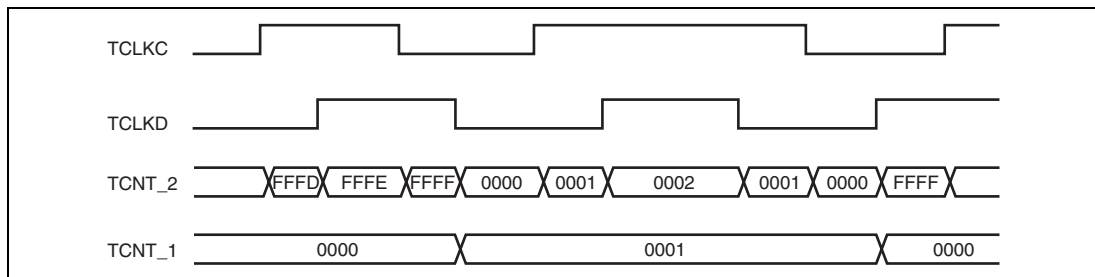 TCLKC
TCLKD
TCNT_2 FFFD FFFE FFFF 0000 0001 0002 0001 0000 FFFF
TCNT_1 0000 0001 0000